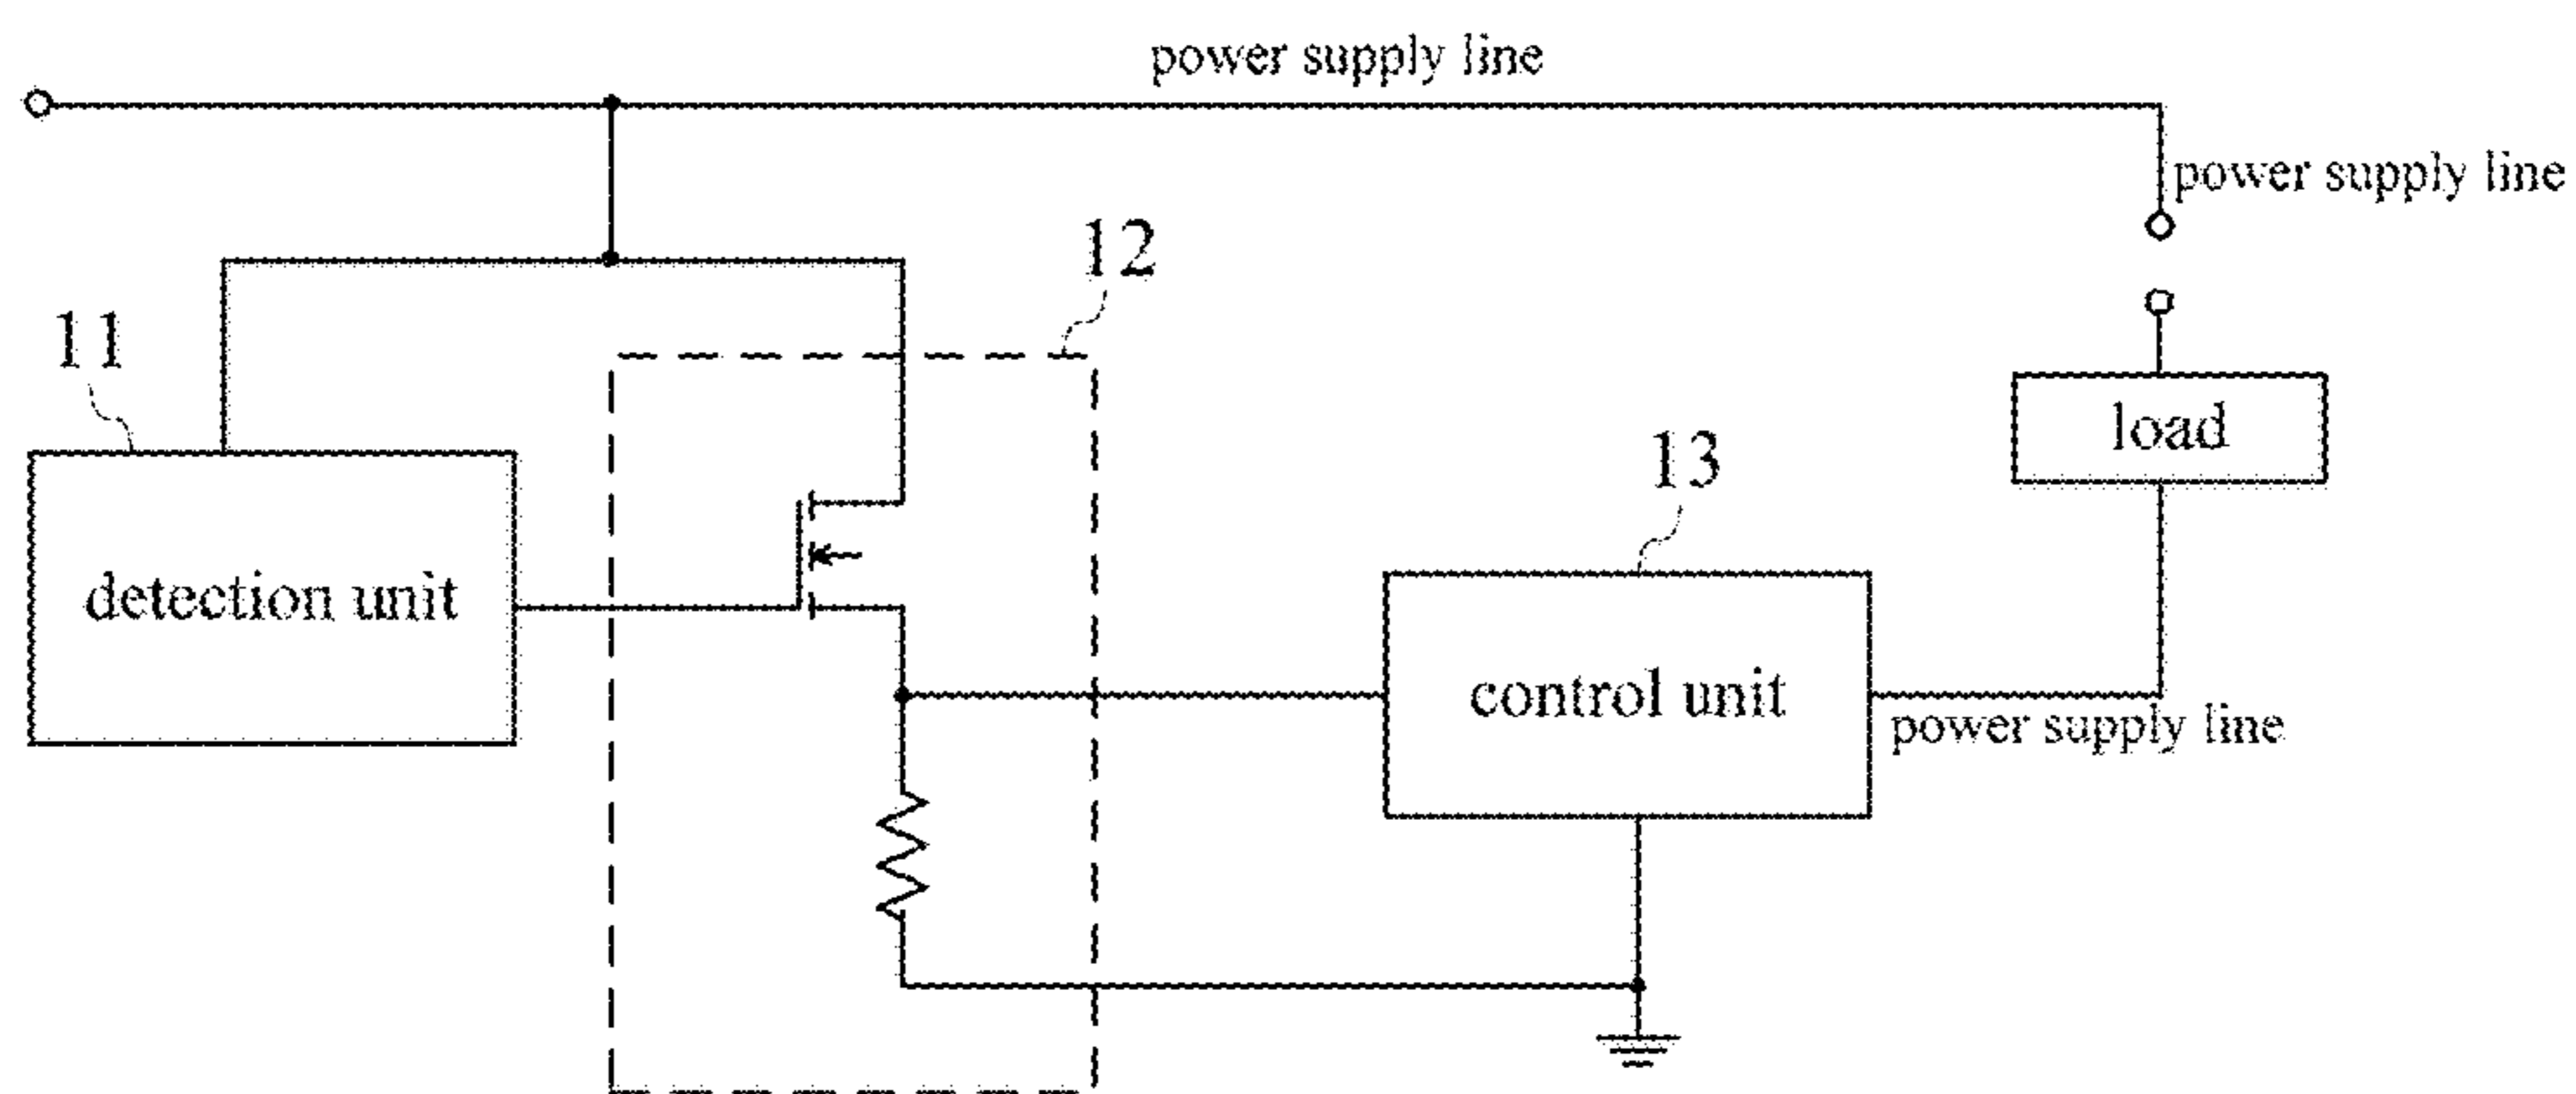 power supply line
power supply line
12
11
load
13
detection unit
control unit
power supply line